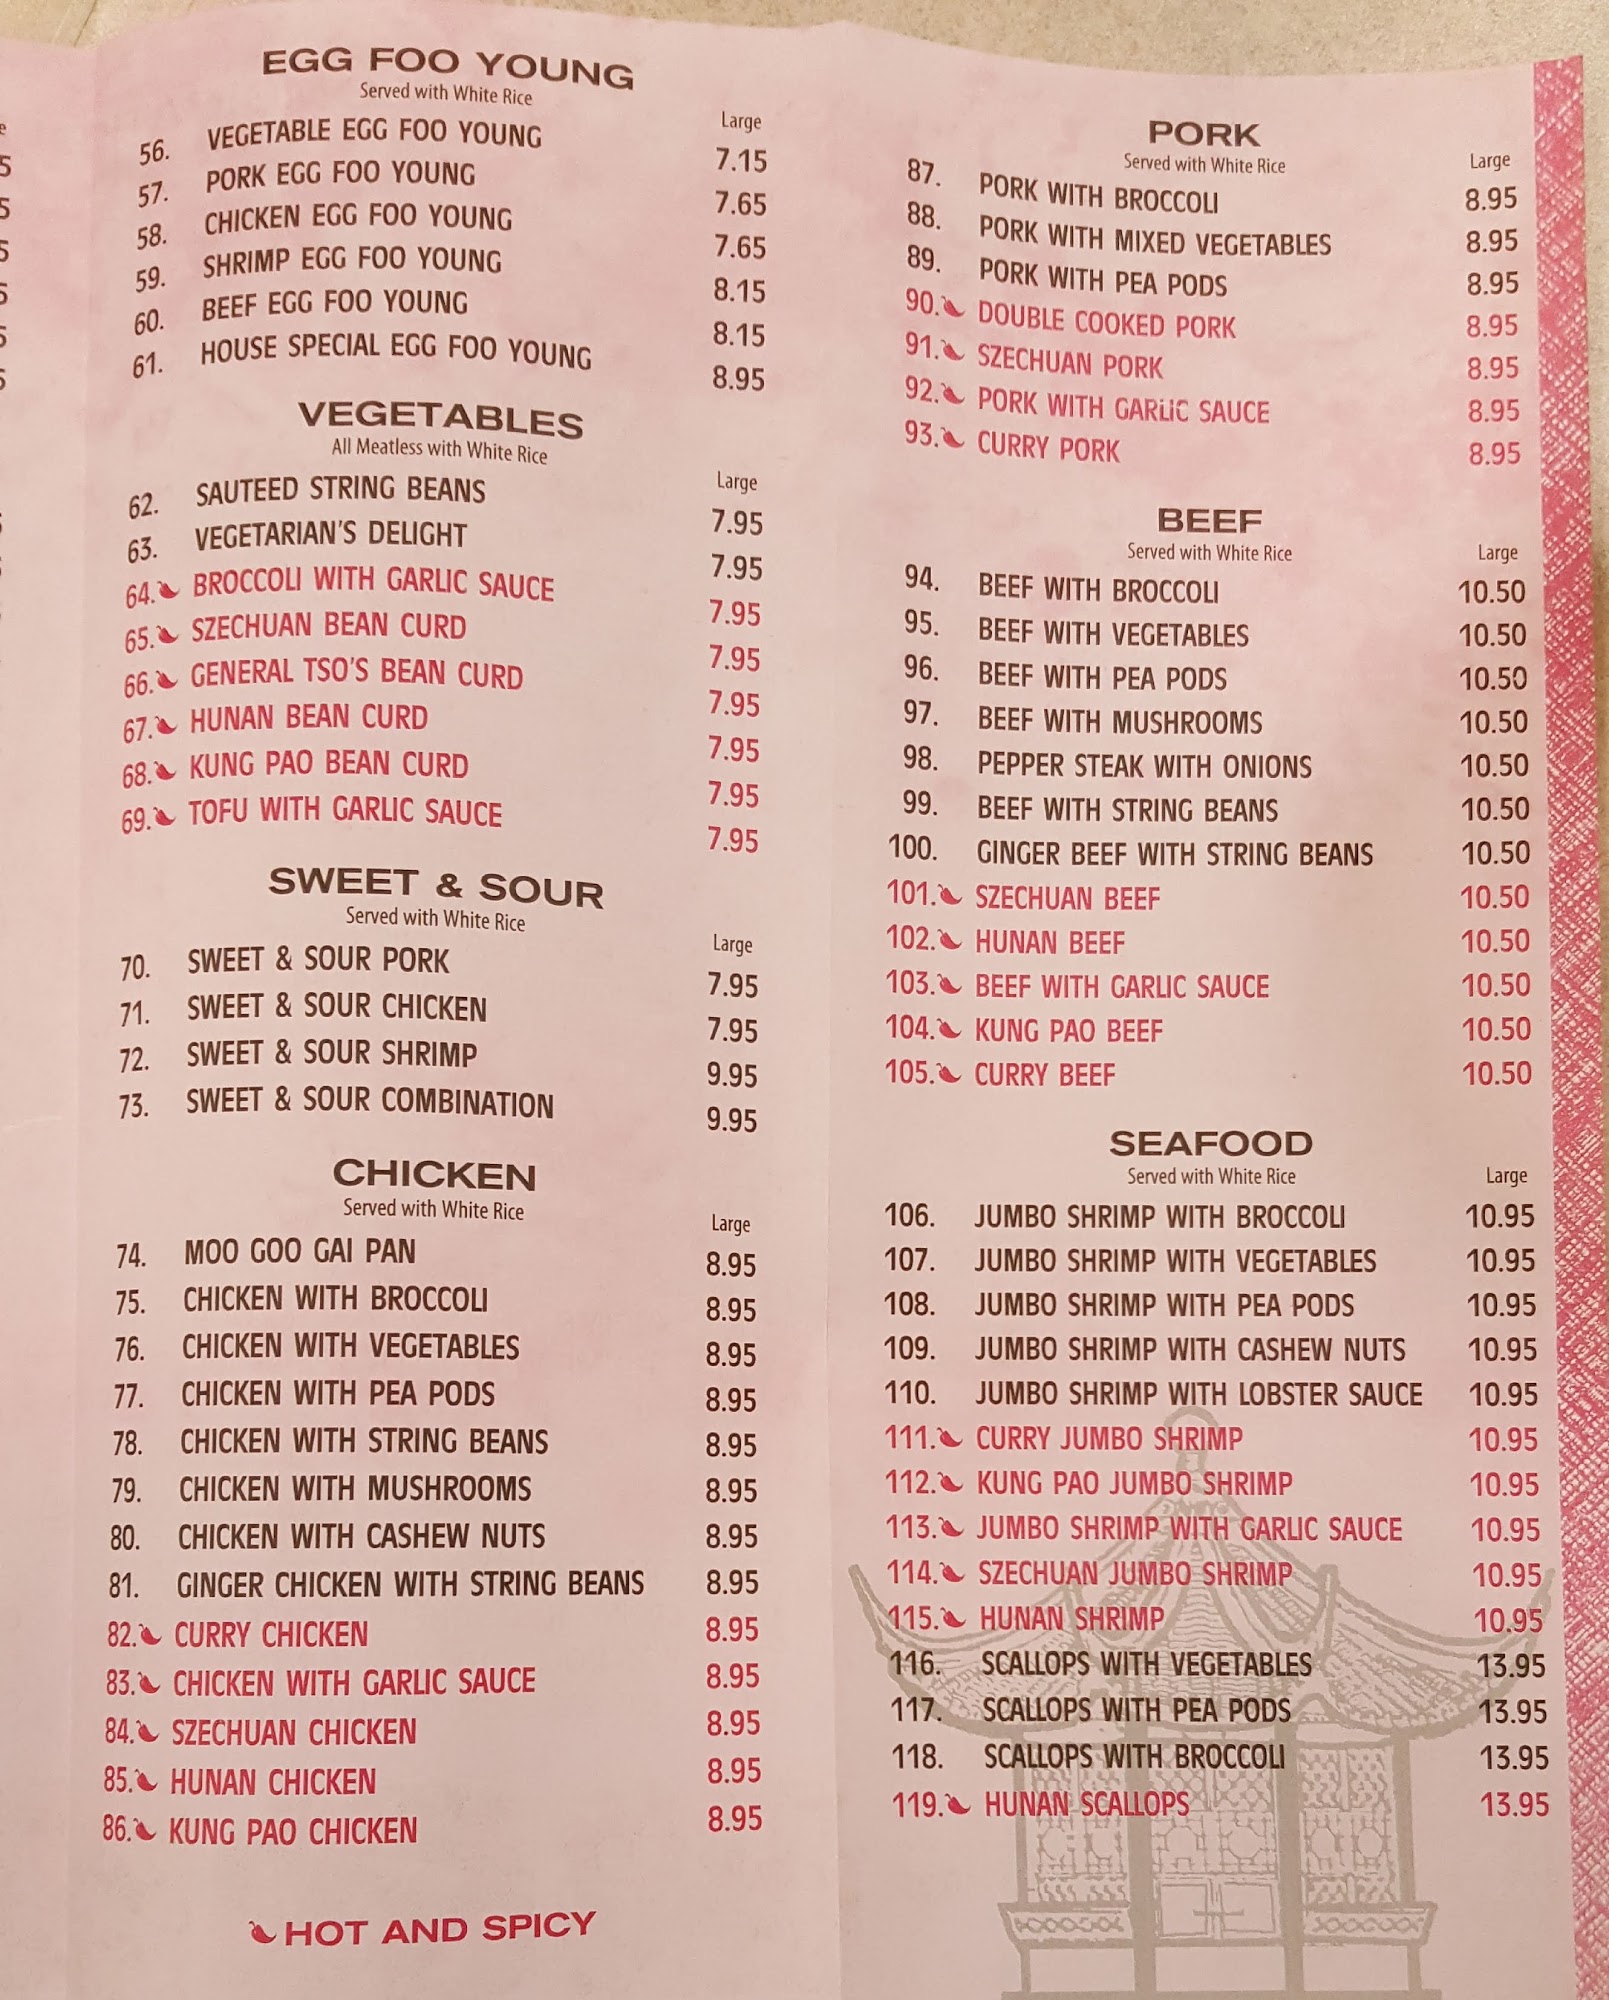 EGG FOO YOUNG
Served with White Rice
Large
56. VEGETABLE EGG FOO YOUNG 7.15
57. PORK EGG FOO YOUNG 7.65
58. CHICKEN EGG FOO YOUNG 7.65
59. SHRIMP EGG FOO YOUNG 8.15
60. BEEF EGG FOO YOUNG 8.15
61. HOUSE SPECIAL EGG FOO YOUNG 8.95
VEGETABLES
All Meatless with White Rice
Large
62. SAUTEED STRING BEANS 7.95
63. VEGETARIAN'S DELIGHT 7.95
64. BROCCOLI WITH GARLIC SAUCE 7.95
65. SZECHUAN BEAN CURD 7.95
66. GENERAL TSO'S BEAN CURD 7.95
67. HUNAN BEAN CURD 7.95
68. KUNG PAO BEAN CURD 7.95
69. TOFU WITH GARLIC SAUCE 7.95
SWEET & SOUR
Served with White Rice
Large
70. SWEET & SOUR PORK 7.95
71. SWEET & SOUR CHICKEN 7.95
72. SWEET & SOUR SHRIMP 9.95
73. SWEET & SOUR COMBINATION 9.95
CHICKEN
Served with White Rice
Large
74. MOO GOO GAI PAN 8.95
75. CHICKEN WITH BROCCOLI 8.95
76. CHICKEN WITH VEGETABLES 8.95
77. CHICKEN WITH PEA PODS 8.95
78. CHICKEN WITH STRING BEANS 8.95
79. CHICKEN WITH MUSHROOMS 8.95
80. CHICKEN WITH CASHEW NUTS 8.95
81. GINGER CHICKEN WITH STRING BEANS 8.95
82. CURRY CHICKEN 8.95
83. CHICKEN WITH GARLIC SAUCE 8.95
84. SZECHUAN CHICKEN 8.95
85. HUNAN CHICKEN 8.95
86. KUNG PAO CHICKEN 8.95
HOT AND SPICY
PORK
Served with White Rice
Large
87. PORK WITH BROCCOLI 8.95
88. PORK WITH MIXED VEGETABLES 8.95
89. PORK WITH PEA PODS 8.95
90. DOUBLE COOKED PORK 8.95
91. SZECHUAN PORK 8.95
92. PORK WITH GARLIC SAUCE 8.95
93. CURRY PORK 8.95
BEEF
Served with White Rice
Large
94. BEEF WITH BROCCOLI 10.50
95. BEEF WITH VEGETABLES 10.50
96. BEEF WITH PEA PODS 10.50
97. BEEF WITH MUSHROOMS 10.50
98. PEPPER STEAK WITH ONIONS 10.50
99. BEEF WITH STRING BEANS 10.50
100. GINGER BEEF WITH STRING BEANS 10.50
101. SZECHUAN BEEF 10.50
102. HUNAN BEEF 10.50
103. BEEF WITH GARLIC SAUCE 10.50
104. KUNG PAO BEEF 10.50
105. CURRY BEEF 10.50
SEAFOOD
Served with White Rice
Large
106. JUMBO SHRIMP WITH BROCCOLI 10.95
107. JUMBO SHRIMP WITH VEGETABLES 10.95
108. JUMBO SHRIMP WITH PEA PODS 10.95
109. JUMBO SHRIMP WITH CASHEW NUTS 10.95
110. JUMBO SHRIMP WITH LOBSTER SAUCE 10.95
111. CURRY JUMBO SHRIMP 10.95
112. KUNG PAO JUMBO SHRIMP 10.95
113. JUMBO SHRIMP WITH GARLIC SAUCE 10.95
114. SZECHUAN JUMBO SHRIMP 10.95
115. HUNAN SHRIMP 10.95
116. SCALLOPS WITH VEGETABLES 13.95
117. SCALLOPS WITH PEA PODS 13.95
118. SCALLOPS WITH BROCCOLI 13.95
119. HUNAN SCALLOPS 13.95